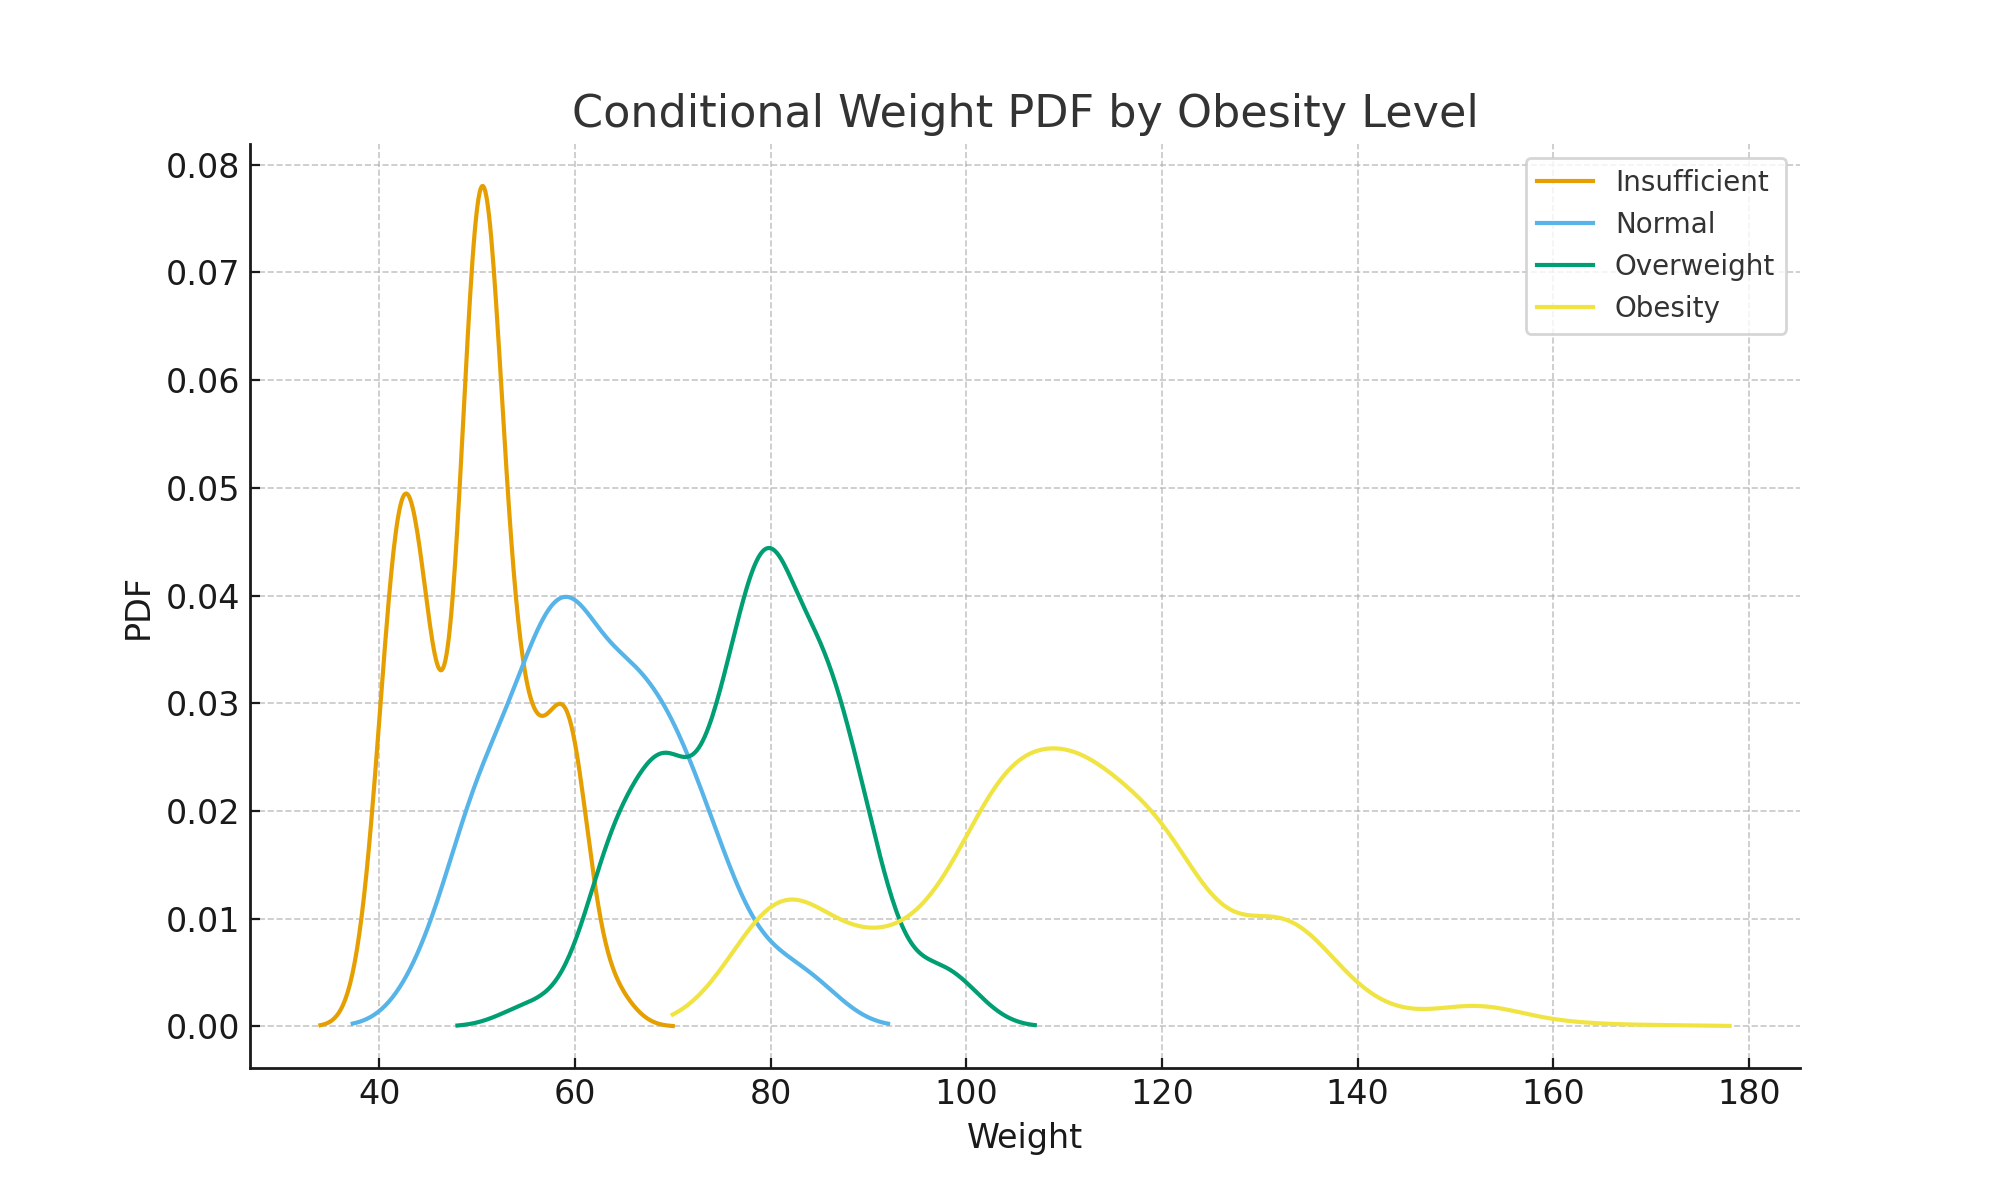 Conditional Weight PDF by Obesity Level
0.08
0.07
0.06
0.05
0.04
0.03
0.02
0.01
0.00
PDF
Insufficient
Normal
Overweight
Obesity
40 60 80 100 120 140 160 180
Weight